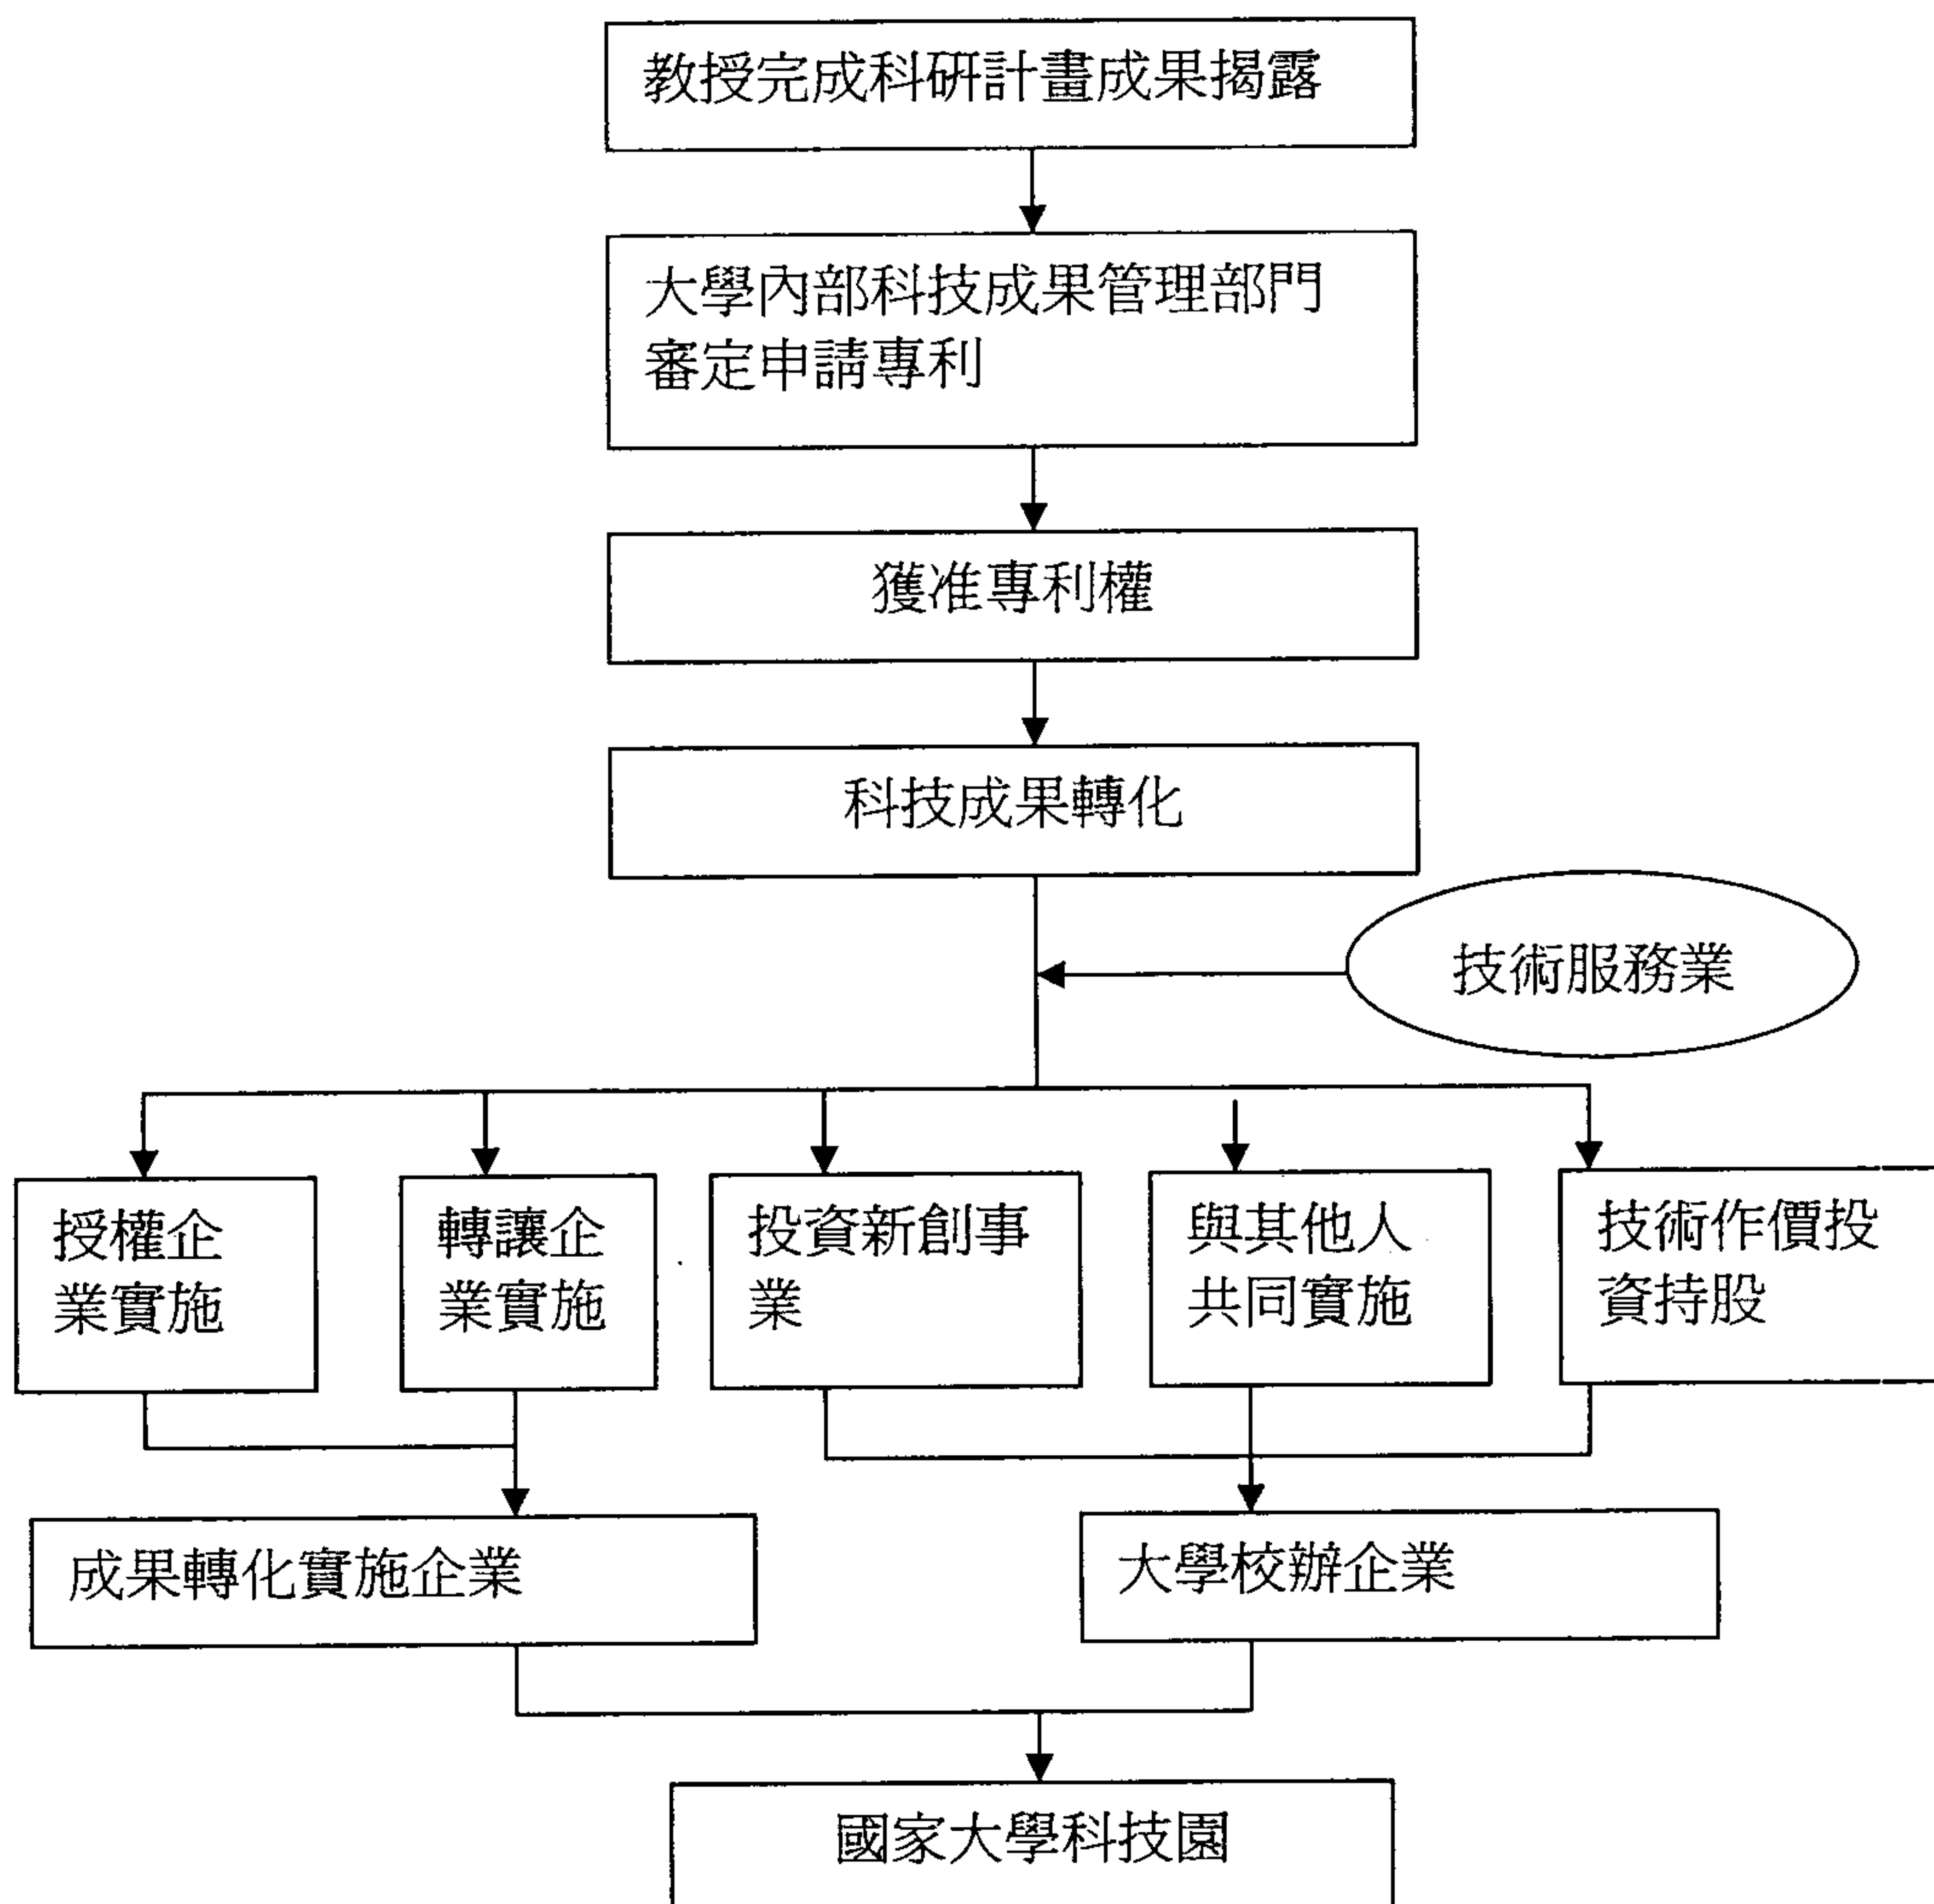 教授完成科研計畫成果揭露
大學內部科技成果管理部門
審定申請專利
獲准專利權
科技成果轉化
技術服務業
授權企
業實施
轉讓企
業實施
投資新創事
業
與其他人
共同實施
技術作價投
資持股
成果轉化實施企業
大學校辦企業
國家大學科技園